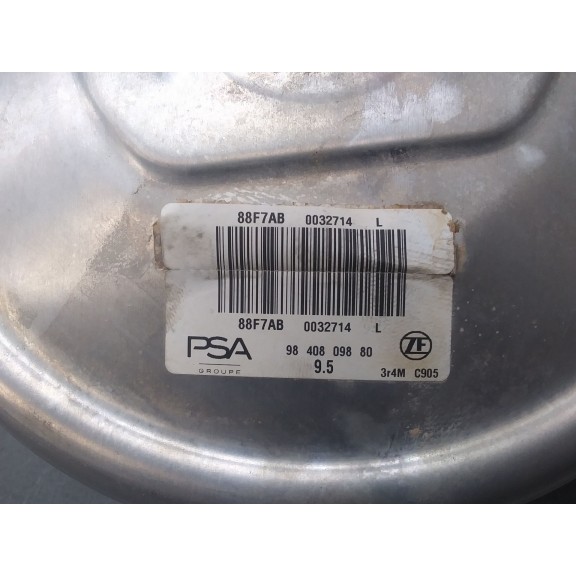 88F7AB 0032714 L
88F7AB 0032714 L
PSA 98 408 098 80 ZF
GROUPE 9.5 3r4M C905